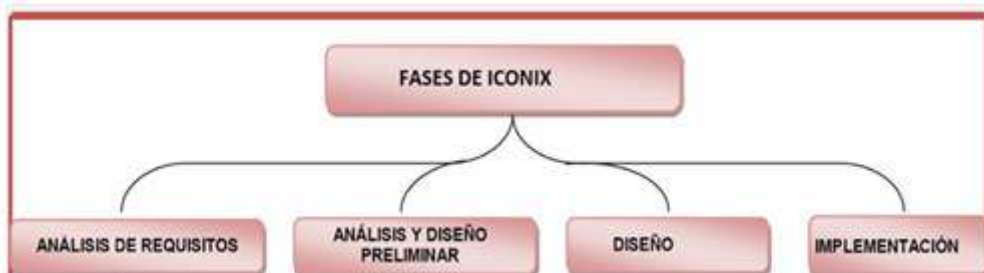 FASES DE ICONIX
ANÁLISIS DE REQUISITOS
ANÁLISIS Y DISEÑO
PRELIMINAR
DISEÑO
IMPLEMENTACIÓN